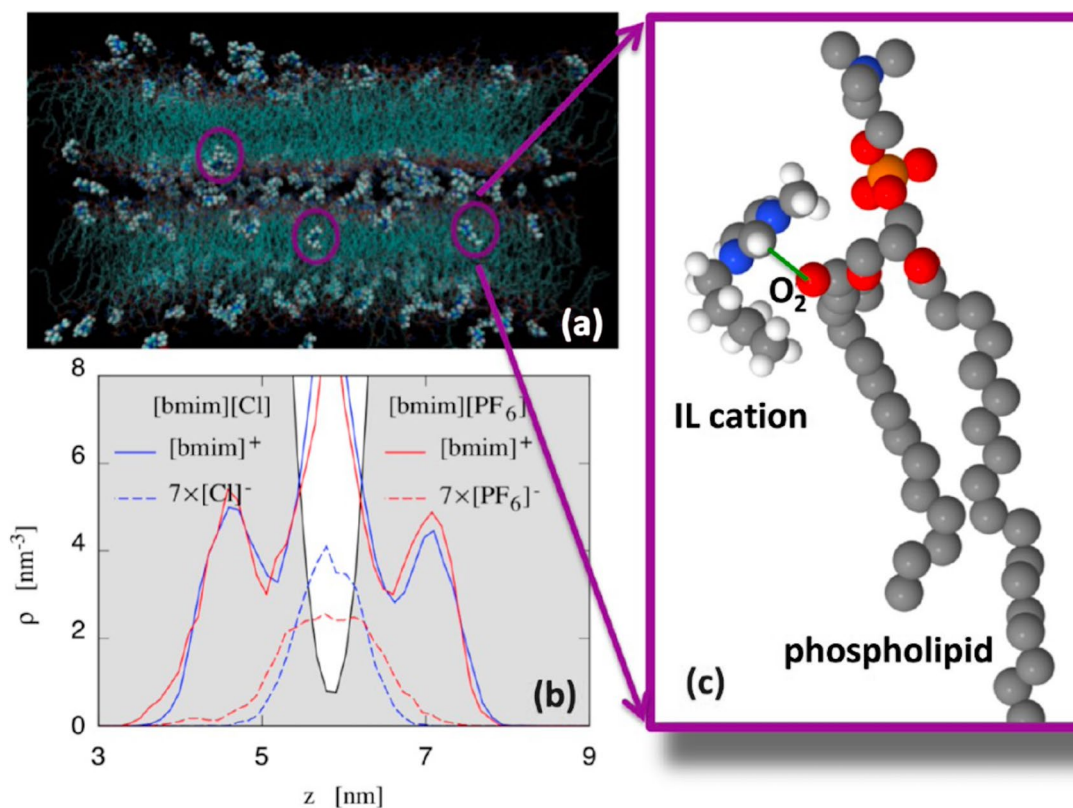 (a)
8
6
4
2
0
ρ [nm-3]
[bmim][Cl]
[bmim]+
7×[Cl]-
[bmim][PF6]
[bmim]+
7×[PF6]-
(b)
3
5
7
9
z [nm]
O2
IL cation
phospholipid
(c)